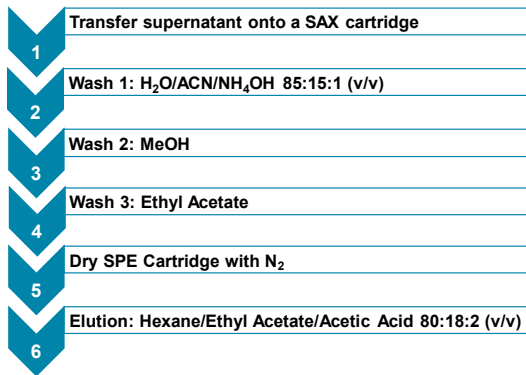 Transfer supernatant onto a SAX cartridge
1
Wash 1: H₂O/ACN/NH₄OH 85:15:1 (v/v)
2
Wash 2: MeOH
3
Wash 3: Ethyl Acetate
4
Dry SPE Cartridge with N₂
5
Elution: Hexane/Ethyl Acetate/Acetic Acid 80:18:2 (v/v)
6